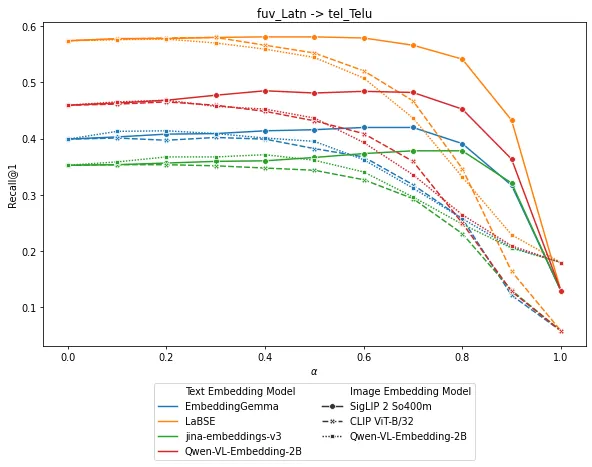 fuv_Latn -> tel_Telu
0.6
0.5
0.4
0.3
0.2
0.1
Recall@1
0.0 0.2 0.4 0.6 0.8 1.0
α
Text Embedding Model Image Embedding Model
EmbeddingGemma SigLIP 2 So400m
LaBSE CLIP ViT-B/32
jina-embeddings-v3 Qwen-VL-Embedding-2B
Qwen-VL-Embedding-2B